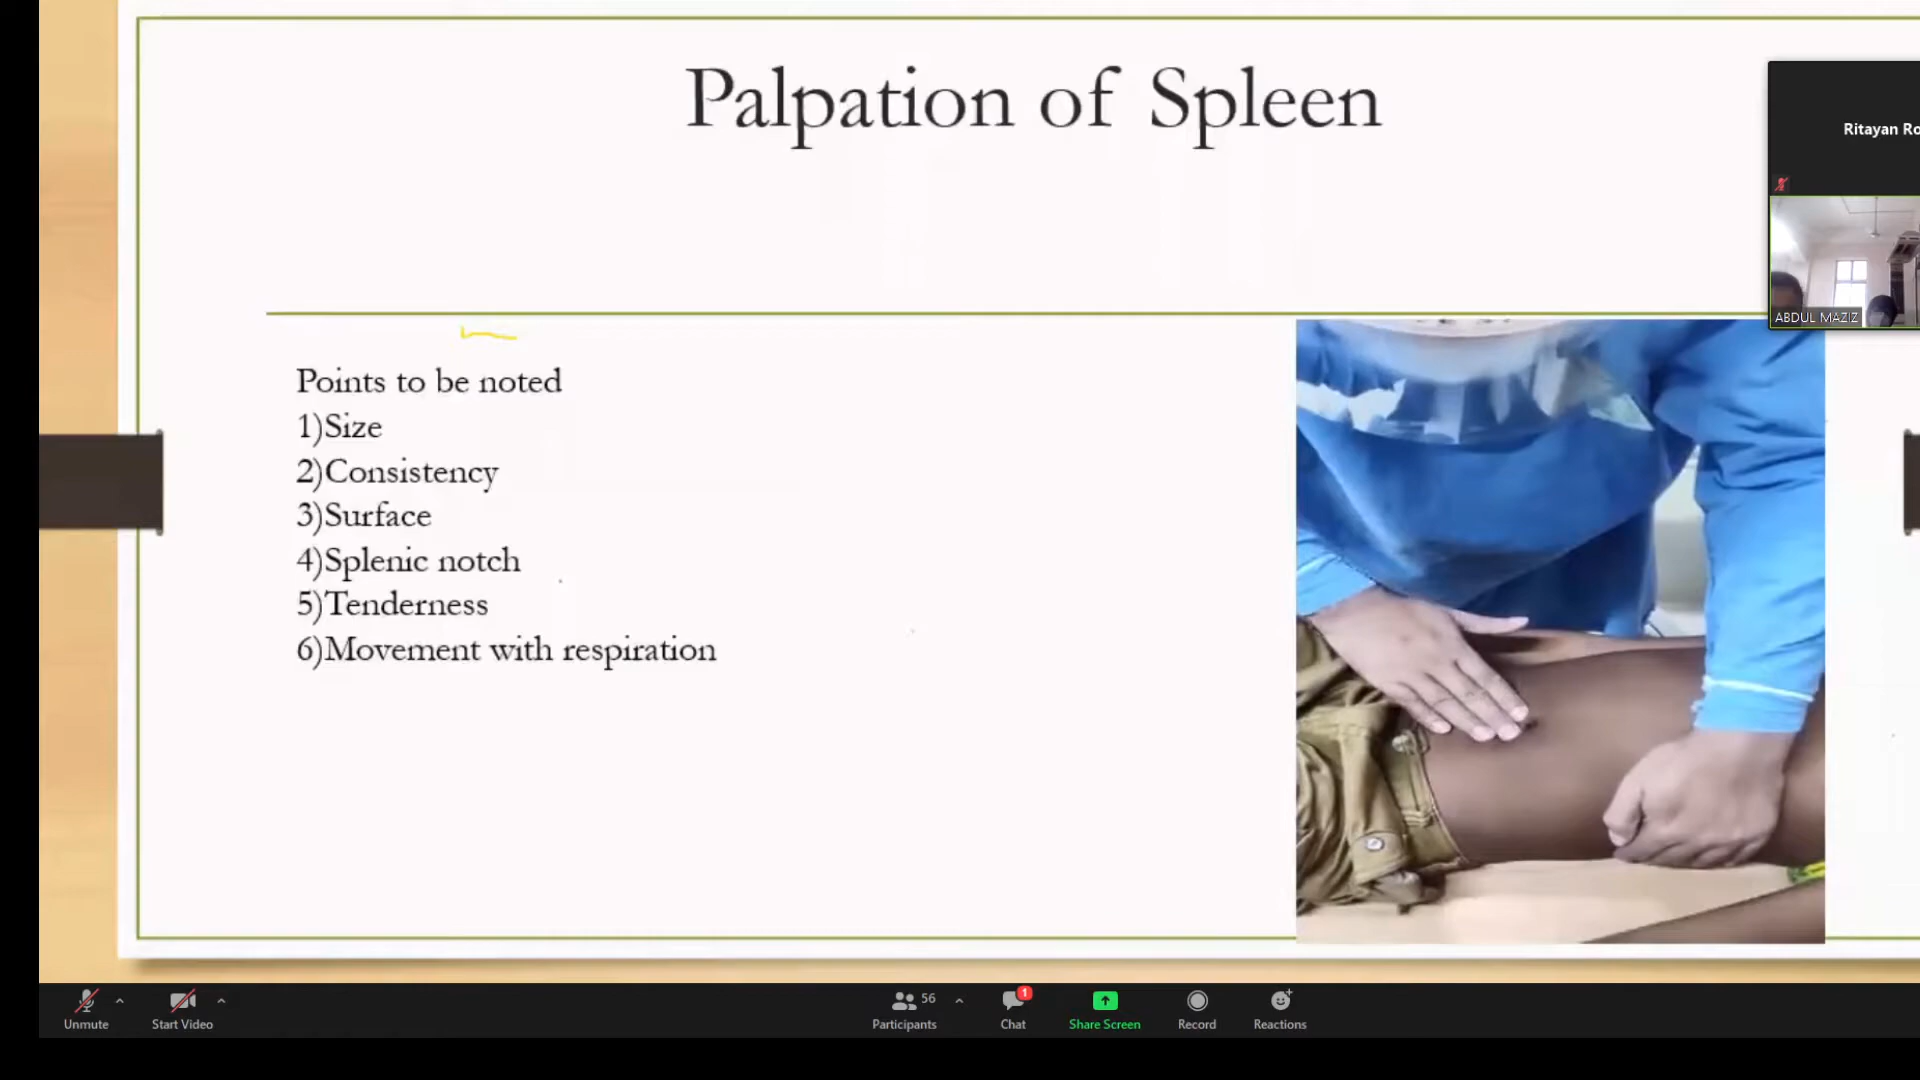 Palpation of Spleen
Ritayan Ro
ABDUL MAZIZ
Points to be noted
1)Size
2)Consistency
3)Surface
4)Splenic notch
5)Tenderness
6)Movement with respiration
Unmute
Start Video
56
Participants
1
Chat
Share Screen
Record
Reactions